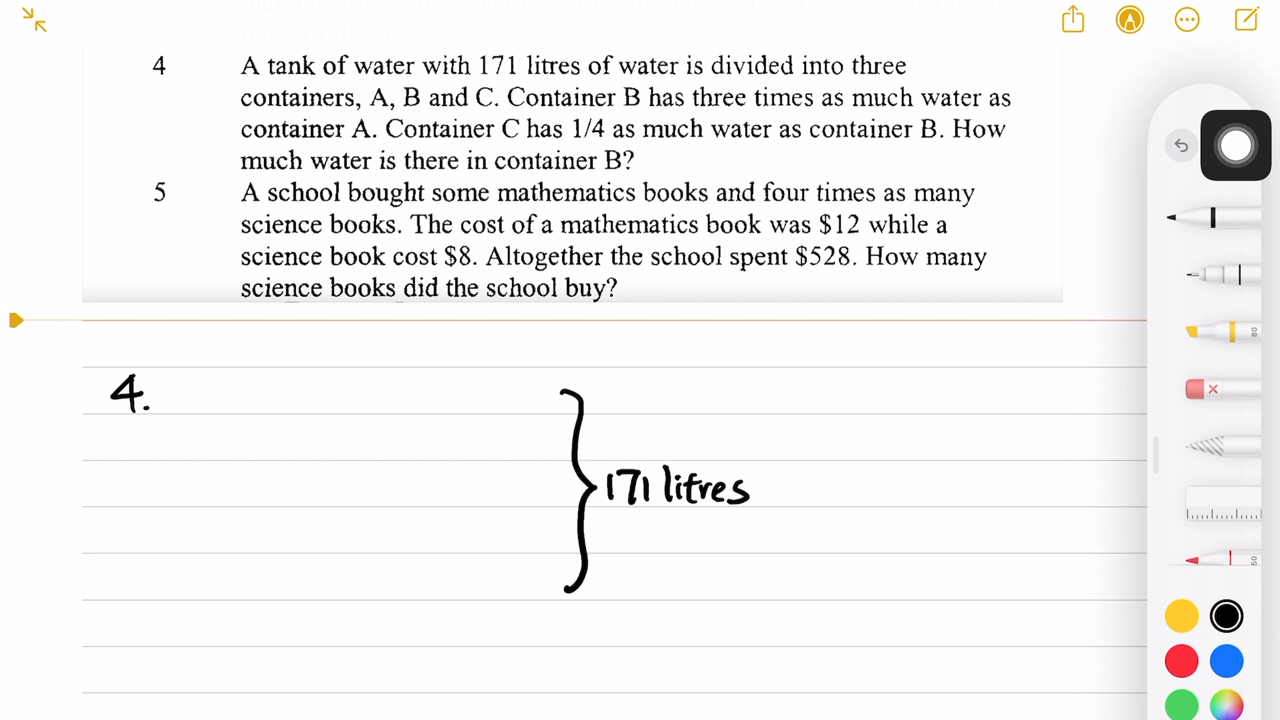 4 A tank of water with 171 litres of water is divided into three
containers, A, B and C. Container B has three times as much water as
container A. Container C has 1/4 as much water as container B. How
much water is there in container B?
5 A school bought some mathematics books and four times as many
science books. The cost of a mathematics book was $12 while a
science book cost $8. Altogether the school spent $528. How many
science books did the school buy?
4.
171 litres
80
50